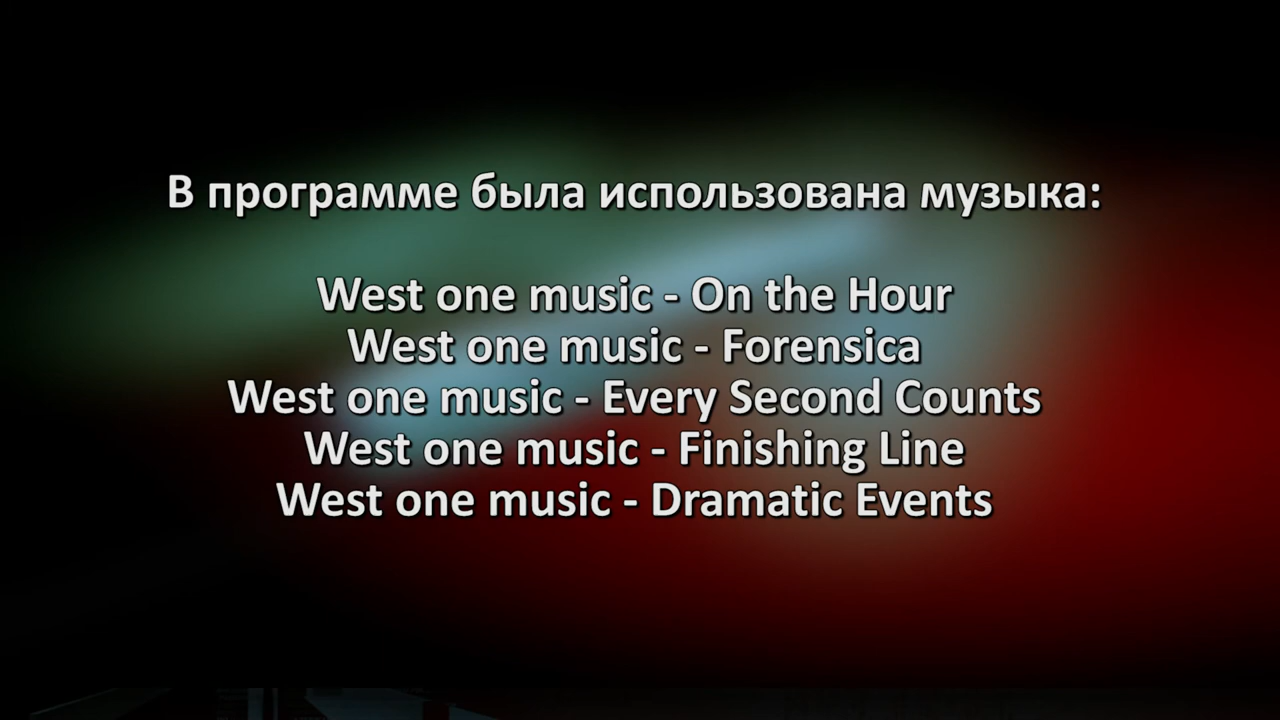 В программе была использована музыка:
West one music - On the Hour
West one music - Forensica
West one music - Every Second Counts
West one music - Finishing Line
West one music - Dramatic Events